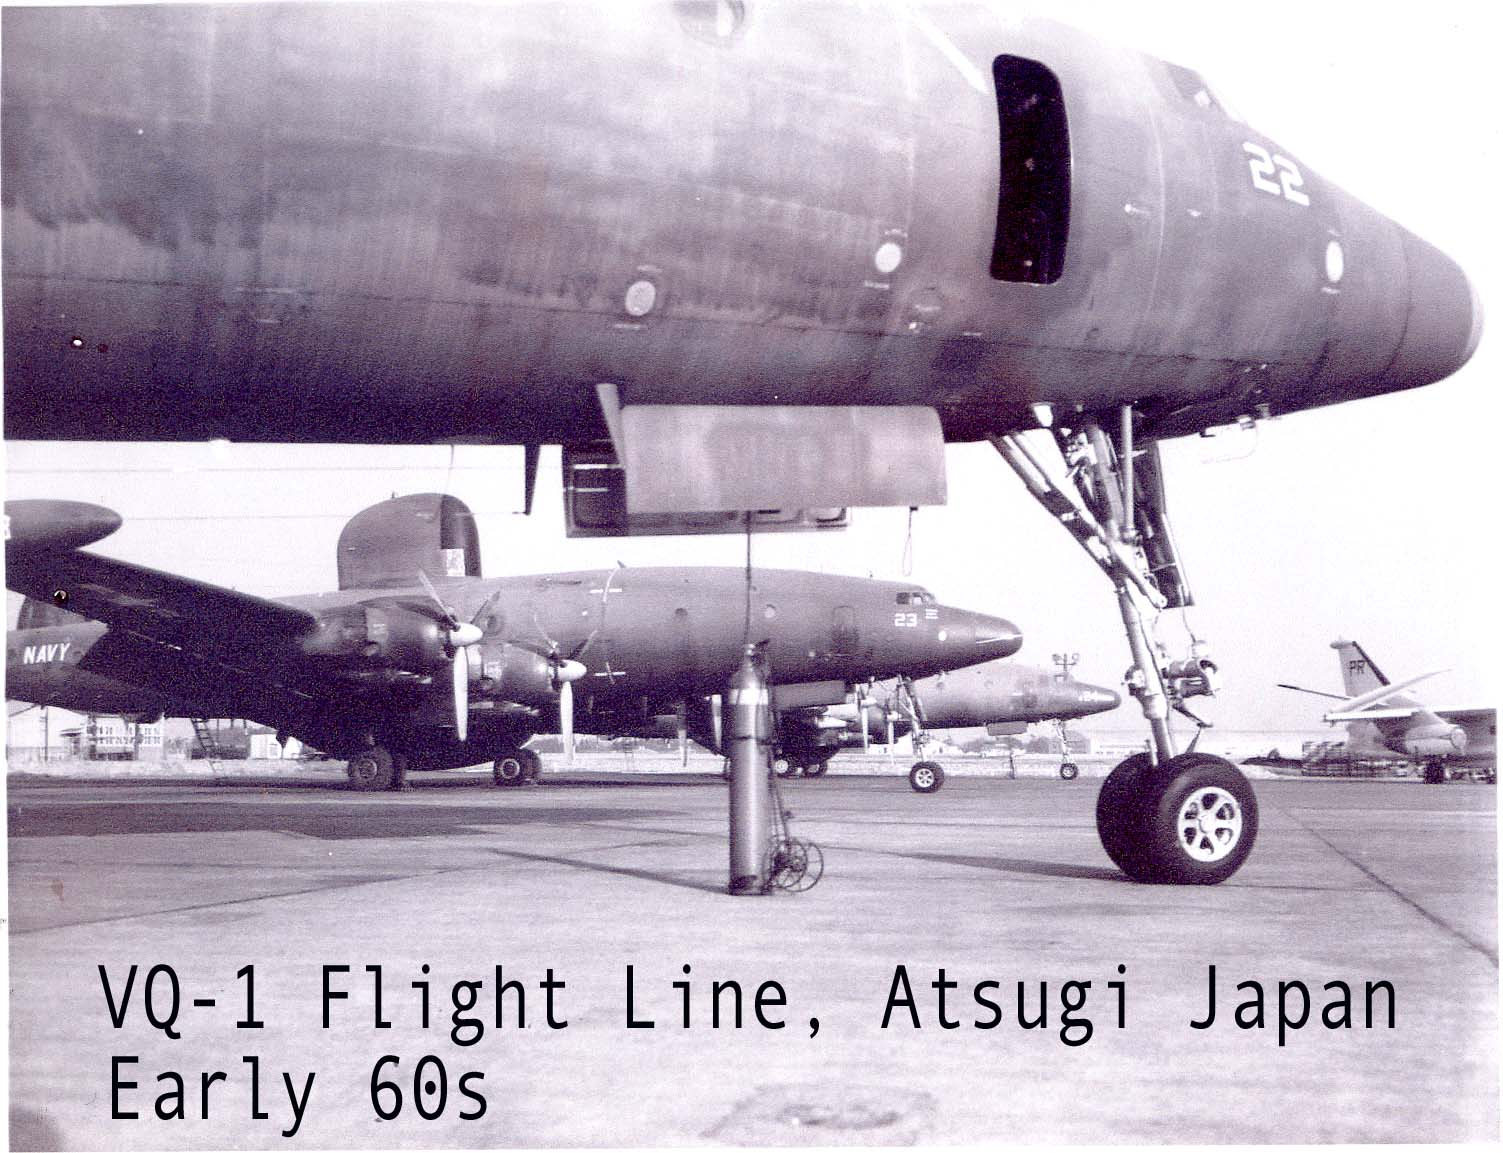 22
23
NAVY
PR
VQ-1 Flight Line, Atsugi Japan
Early 60s